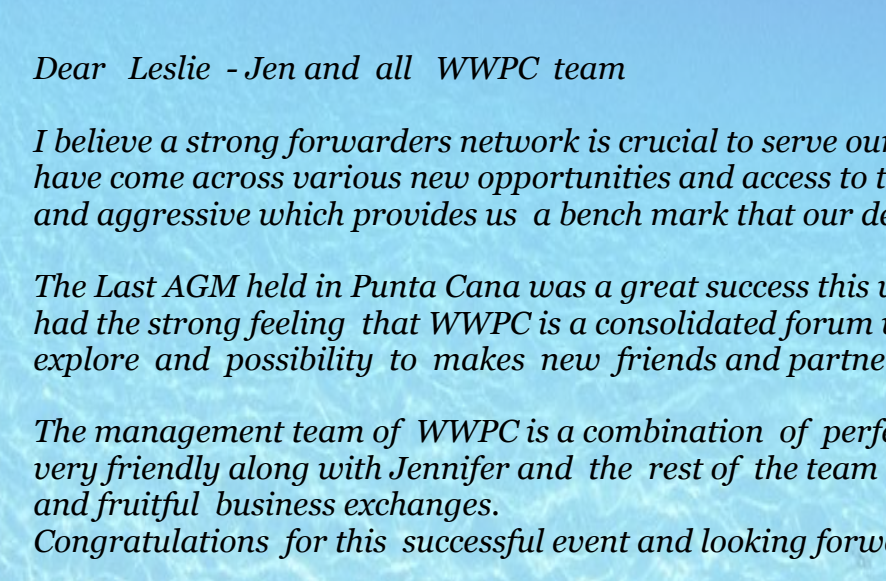 Dear Leslie - Jen and all WWPC team
I believe a strong forwarders network is crucial to serve our
have come across various new opportunities and access to t
and aggressive which provides us a bench mark that our de
The Last AGM held in Punta Cana was a great success this
had the strong feeling that WWPC is a consolidated forum
explore and possibility to makes new friends and partne
The management team of WWPC is a combination of perfo
very friendly along with Jennifer and the rest of the team
and fruitful business exchanges.
Congratulations for this successful event and looking forw